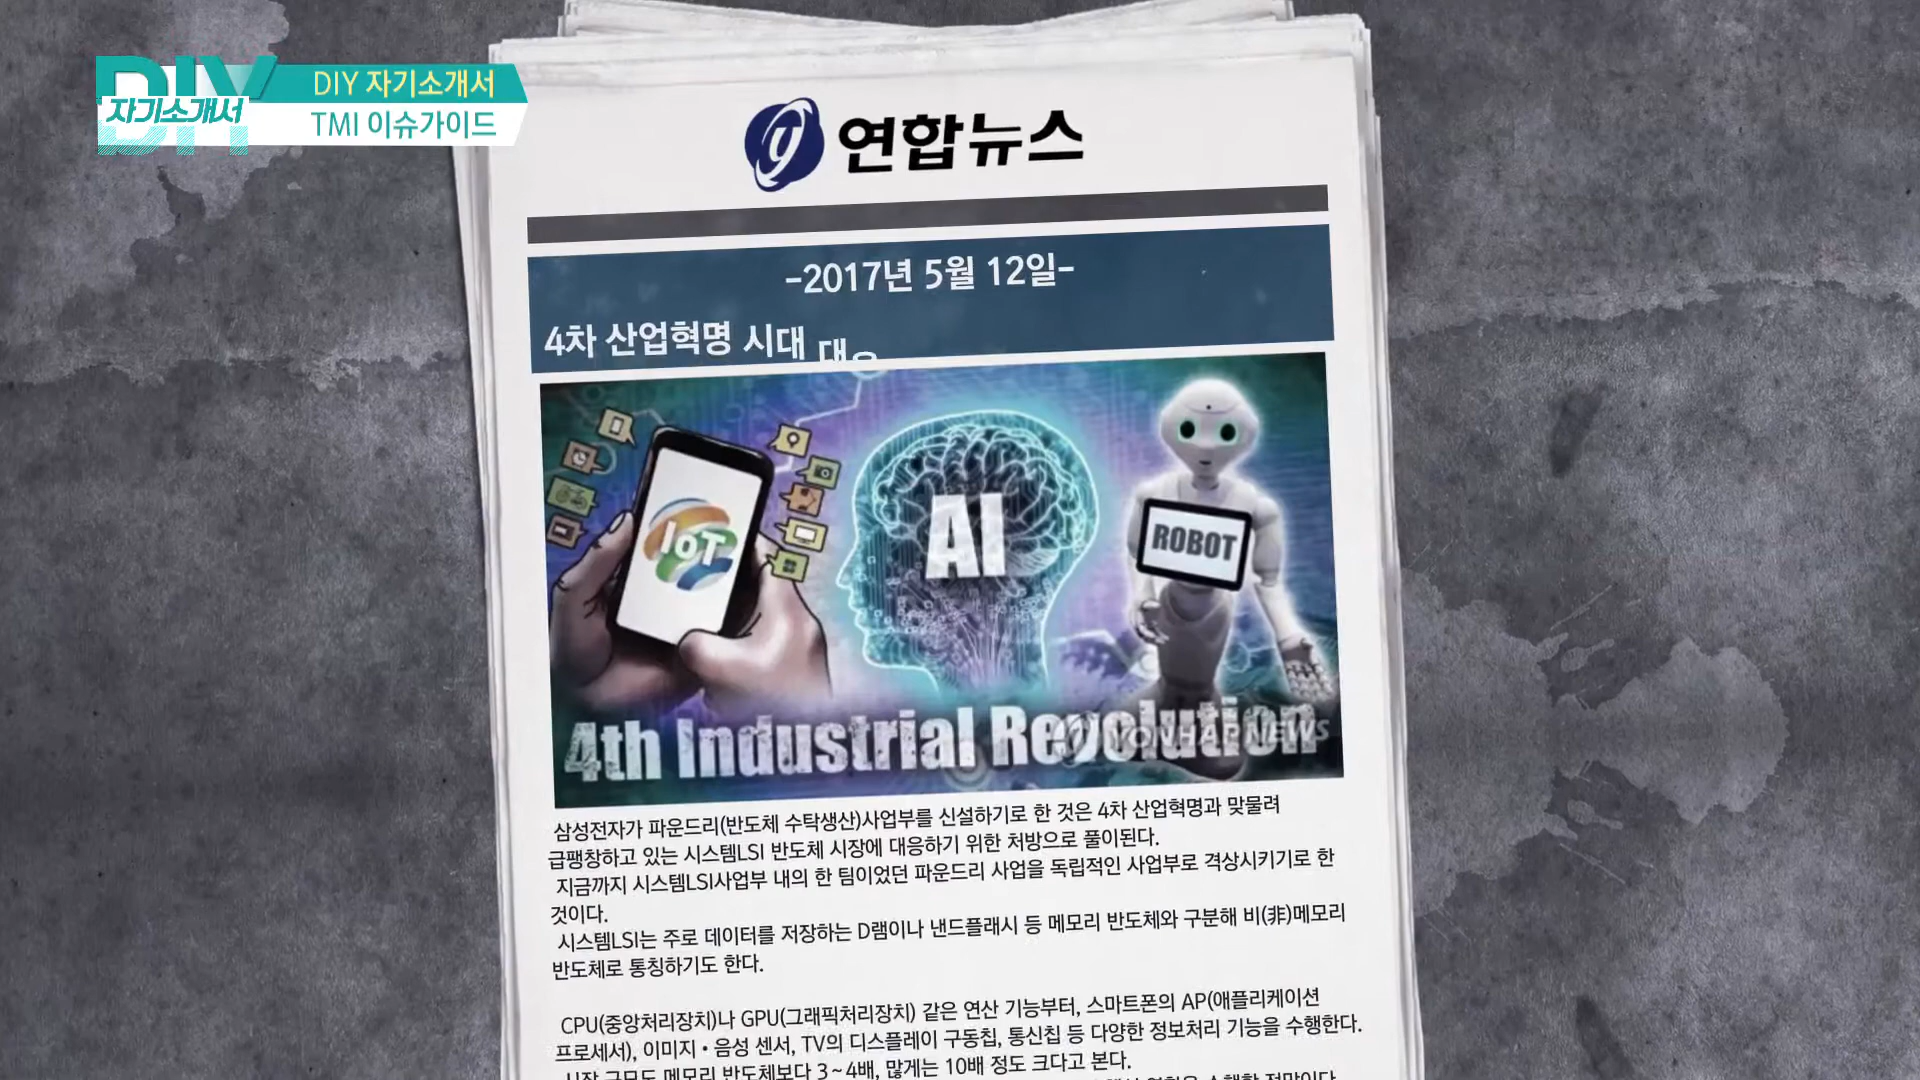 DIY
자기소개서
DIY 자기소개서
TMI 이슈가이드
연합뉴스
-2017년 5월 12일-
4차 산업혁명 시대
IoT
AI
ROBOT
4th Industrial Revolution
YONHAP NEWS
삼성전자가 파운드리(반도체 수탁생산)사업부를 신설하기로 한 것은 4차 산업혁명과 맞물려
급팽창하고 있는 시스템LSI 반도체 시장에 대응하기 위한 처방으로 풀이된다.
지금까지 시스템LSI사업부 내의 한 팀이었던 파운드리 사업을 독립적인 사업부로 격상시키기로 한
것이다.
시스템LSI는 주로 데이터를 저장하는 D램이나 낸드플래시 등 메모리 반도체와 구분해 비(非)메모리
반도체로 통칭하기도 한다.
CPU(중앙처리장치)나 GPU(그래픽처리장치) 같은 연산 기능부터, 스마트폰의 AP(애플리케이션
프로세서), 이미지・음성 센서, TV의 디스플레이 구동칩, 통신칩 등 다양한 정보처리 기능을 수행한다.
시장 규모도 메모리 반도체보다 3~4배, 많게는 10배 정도 크다고 본다.